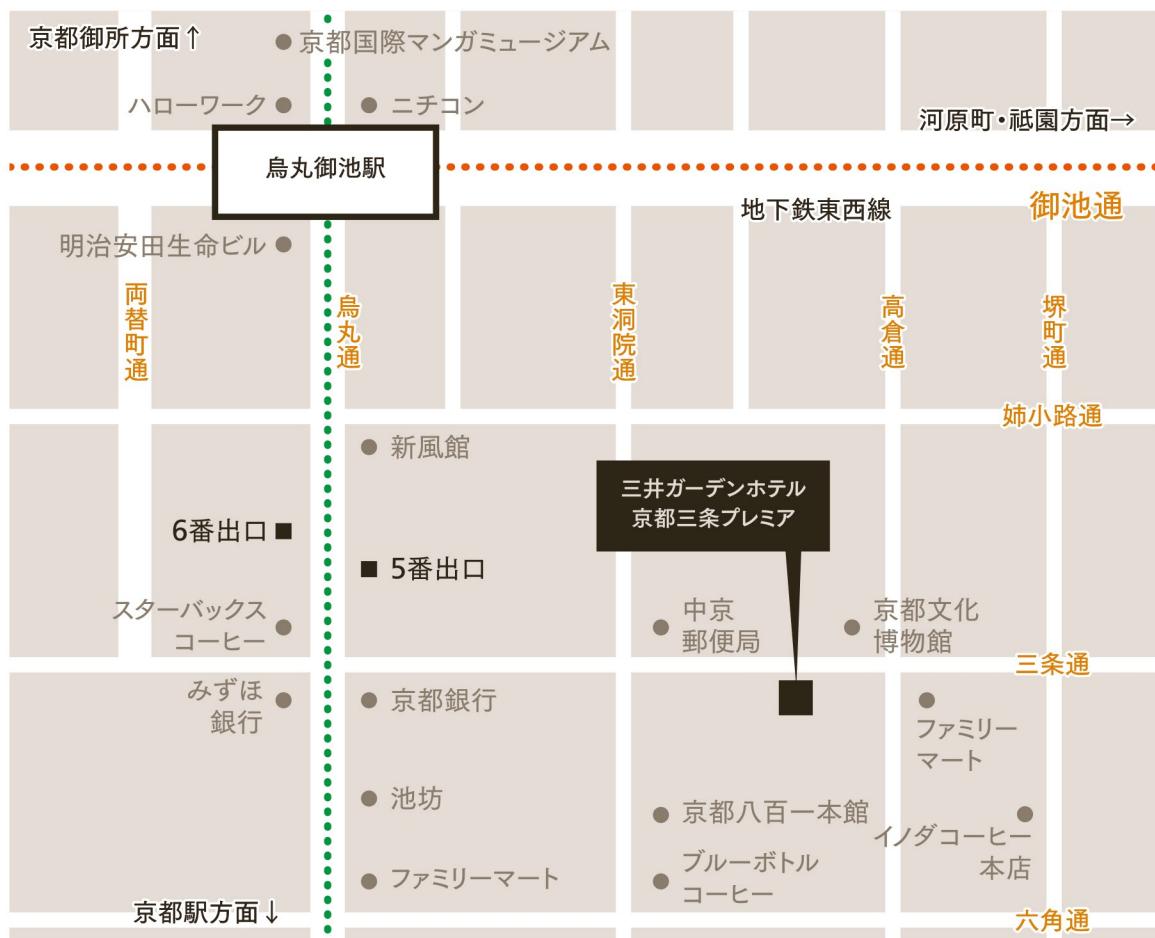 京都御所方面↑
京都国際マンガミュージアム
ハローワーク
ニチコン
河原町・祇園方面→
烏丸御池駅
地下鉄東西線
御池通
明治安田生命ビル
両替町通
烏丸通
東洞院通
高倉通
堺町通
姉小路通
新風館
三井ガーデンホテル
京都三条プレミア
6番出口
5番出口
スターバックス
コーヒー
中京
郵便局
京都文化
博物館
三条通
みずほ
銀行
京都銀行
ファミリー
マート
池坊
京都八百一本館
イノダコーヒー
本店
ファミリーマート
ブルーボトル
コーヒー
京都駅方面↓
六角通